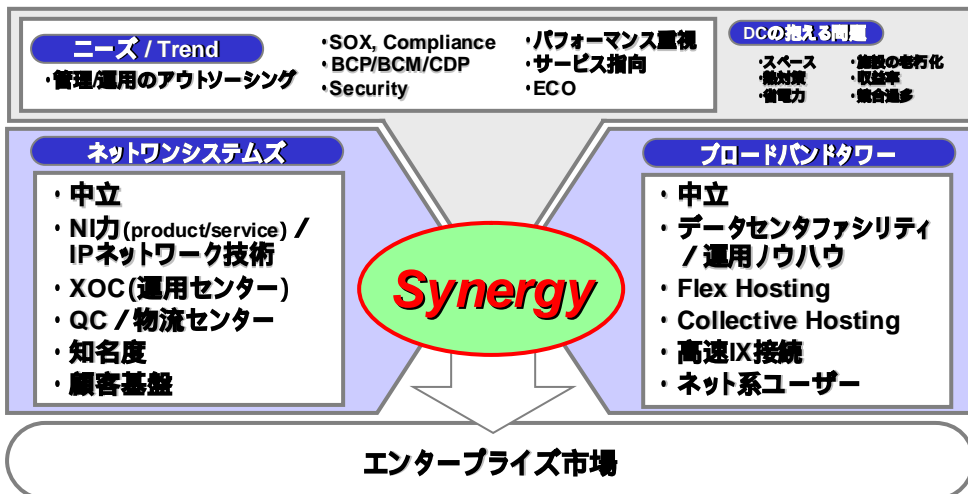 ニーズ / Trend
・管理/運用のアウトソーシング
・SOX, Compliance
・BCP/BCM/CDP
・Security
・パフォーマンス重視
・サービス指向
・ECO
DCの抱える問題
・スペース
・熱対策
・省電力
・施設の老朽化
・収益率
・競合過多
ネットワンシステムズ
・中立
・NI力(product/service) /
IPネットワーク技術
・XOC(運用センター)
・QC / 物流センター
・知名度
・顧客基盤
Synergy
ブロードバンドタワー
・中立
・データセンタファシリティ
/ 運用ノウハウ
・Flex Hosting
・Collective Hosting
・高速IX接続
・ネット系ユーザー
エンタープライズ市場